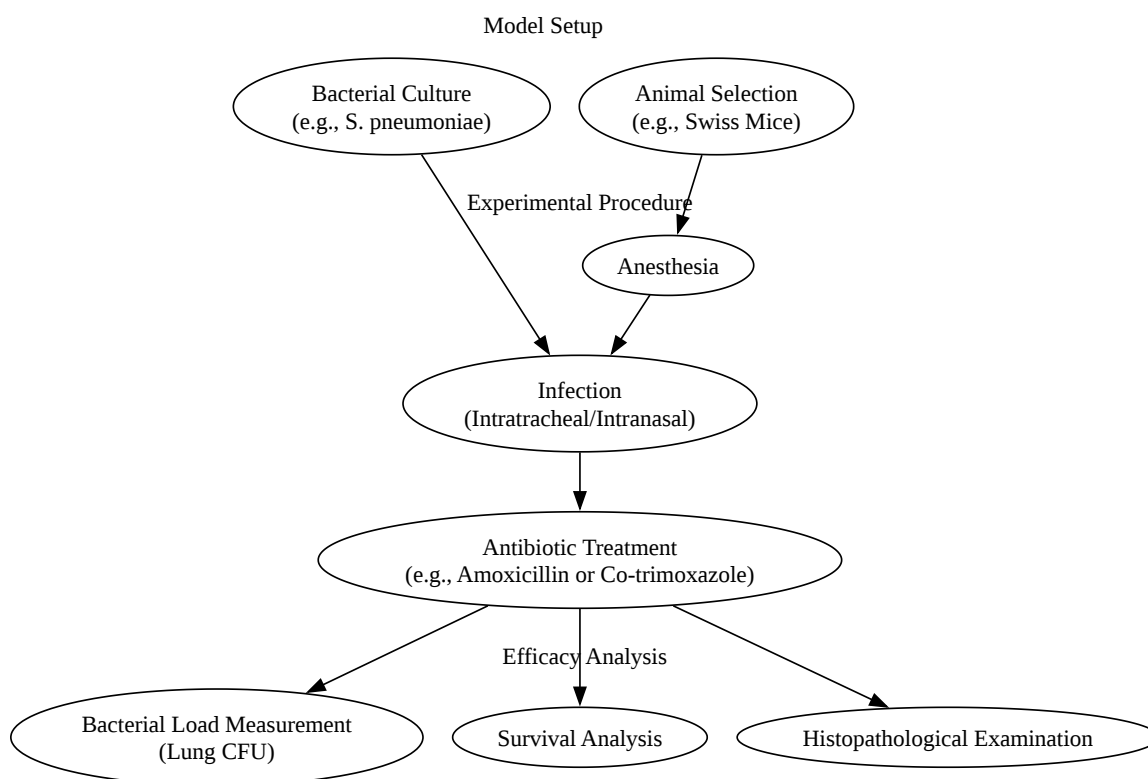 Model Setup
Bacterial Culture
(e.g., S. pneumoniae)
Animal Selection
(e.g., Swiss Mice)
Experimental Procedure
Anesthesia
Infection
(Intratracheal/Intranasal)
Antibiotic Treatment
(e.g., Amoxicillin or Co-trimoxazole)
Efficacy Analysis
Bacterial Load Measurement
(Lung CFU)
Survival Analysis
Histopathological Examination